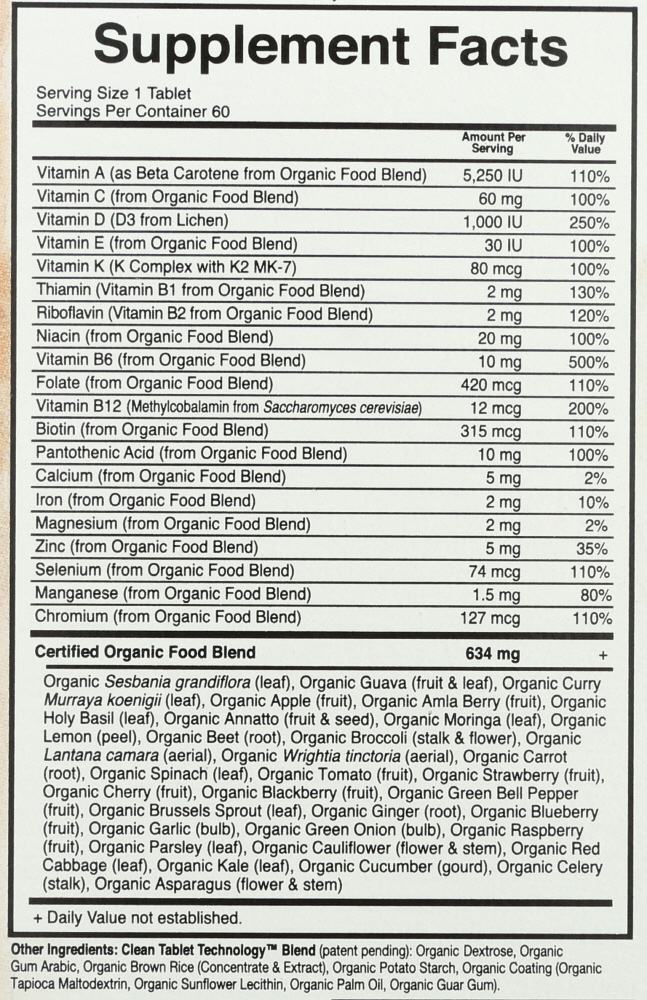 Supplement Facts
Serving Size 1 Tablet
Servings Per Container 60
Amount Per Serving % Daily Value
Vitamin A (as Beta Carotene from Organic Food Blend) 5,250 IU 110%
Vitamin C (from Organic Food Blend) 60 mg 100%
Vitamin D (D3 from Lichen) 1,000 IU 250%
Vitamin E (from Organic Food Blend) 30 IU 100%
Vitamin K (K Complex with K2 MK-7) 80 mcg 100%
Thiamin (Vitamin B1 from Organic Food Blend) 2 mg 130%
Riboflavin (Vitamin B2 from Organic Food Blend) 2 mg 120%
Niacin (from Organic Food Blend) 20 mg 100%
Vitamin B6 (from Organic Food Blend) 10 mg 500%
Folate (from Organic Food Blend) 420 mcg 110%
Vitamin B12 (Methylcobalamin from Saccharomyces cerevisiae) 12 mcg 200%
Biotin (from Organic Food Blend) 315 mcg 110%
Pantothenic Acid (from Organic Food Blend) 10 mg 100%
Calcium (from Organic Food Blend) 5 mg 2%
Iron (from Organic Food Blend) 2 mg 10%
Magnesium (from Organic Food Blend) 2 mg 2%
Zinc (from Organic Food Blend) 5 mg 35%
Selenium (from Organic Food Blend) 74 mcg 110%
Manganese (from Organic Food Blend) 1.5 mg 80%
Chromium (from Organic Food Blend) 127 mcg 110%
Certified Organic Food Blend 634 mg +
Organic Sesbania grandiflora (leaf), Organic Guava (fruit & leaf), Organic Curry
Murraya koenigii (leaf), Organic Apple (fruit), Organic Amla Berry (fruit), Organic
Holy Basil (leaf), Organic Annatto (fruit & seed), Organic Moringa (leaf), Organic
Lemon (peel), Organic Beet (root), Organic Broccoli (stalk & flower), Organic
Lantana camara (aerial), Organic Wrightia tinctoria (aerial), Organic Carrot
(root), Organic Spinach (leaf), Organic Tomato (fruit), Organic Strawberry (fruit),
Organic Cherry (fruit), Organic Blackberry (fruit), Organic Green Bell Pepper
(fruit), Organic Brussels Sprout (leaf), Organic Ginger (root), Organic Blueberry
(fruit), Organic Garlic (bulb), Organic Green Onion (bulb), Organic Raspberry
(fruit), Organic Parsley (leaf), Organic Cauliflower (flower & stem), Organic Red
Cabbage (leaf), Organic Kale (leaf), Organic Cucumber (gourd), Organic Celery
(stalk), Organic Asparagus (flower & stem)
+ Daily Value not established.
Other Ingredients: Clean Tablet Technology™ Blend (patent pending): Organic Dextrose, Organic
Gum Arabic, Organic Brown Rice (Concentrate & Extract), Organic Potato Starch, Organic Coating (Organic
Tapioca Maltodextrin, Organic Sunflower Lecithin, Organic Palm Oil, Organic Guar Gum).